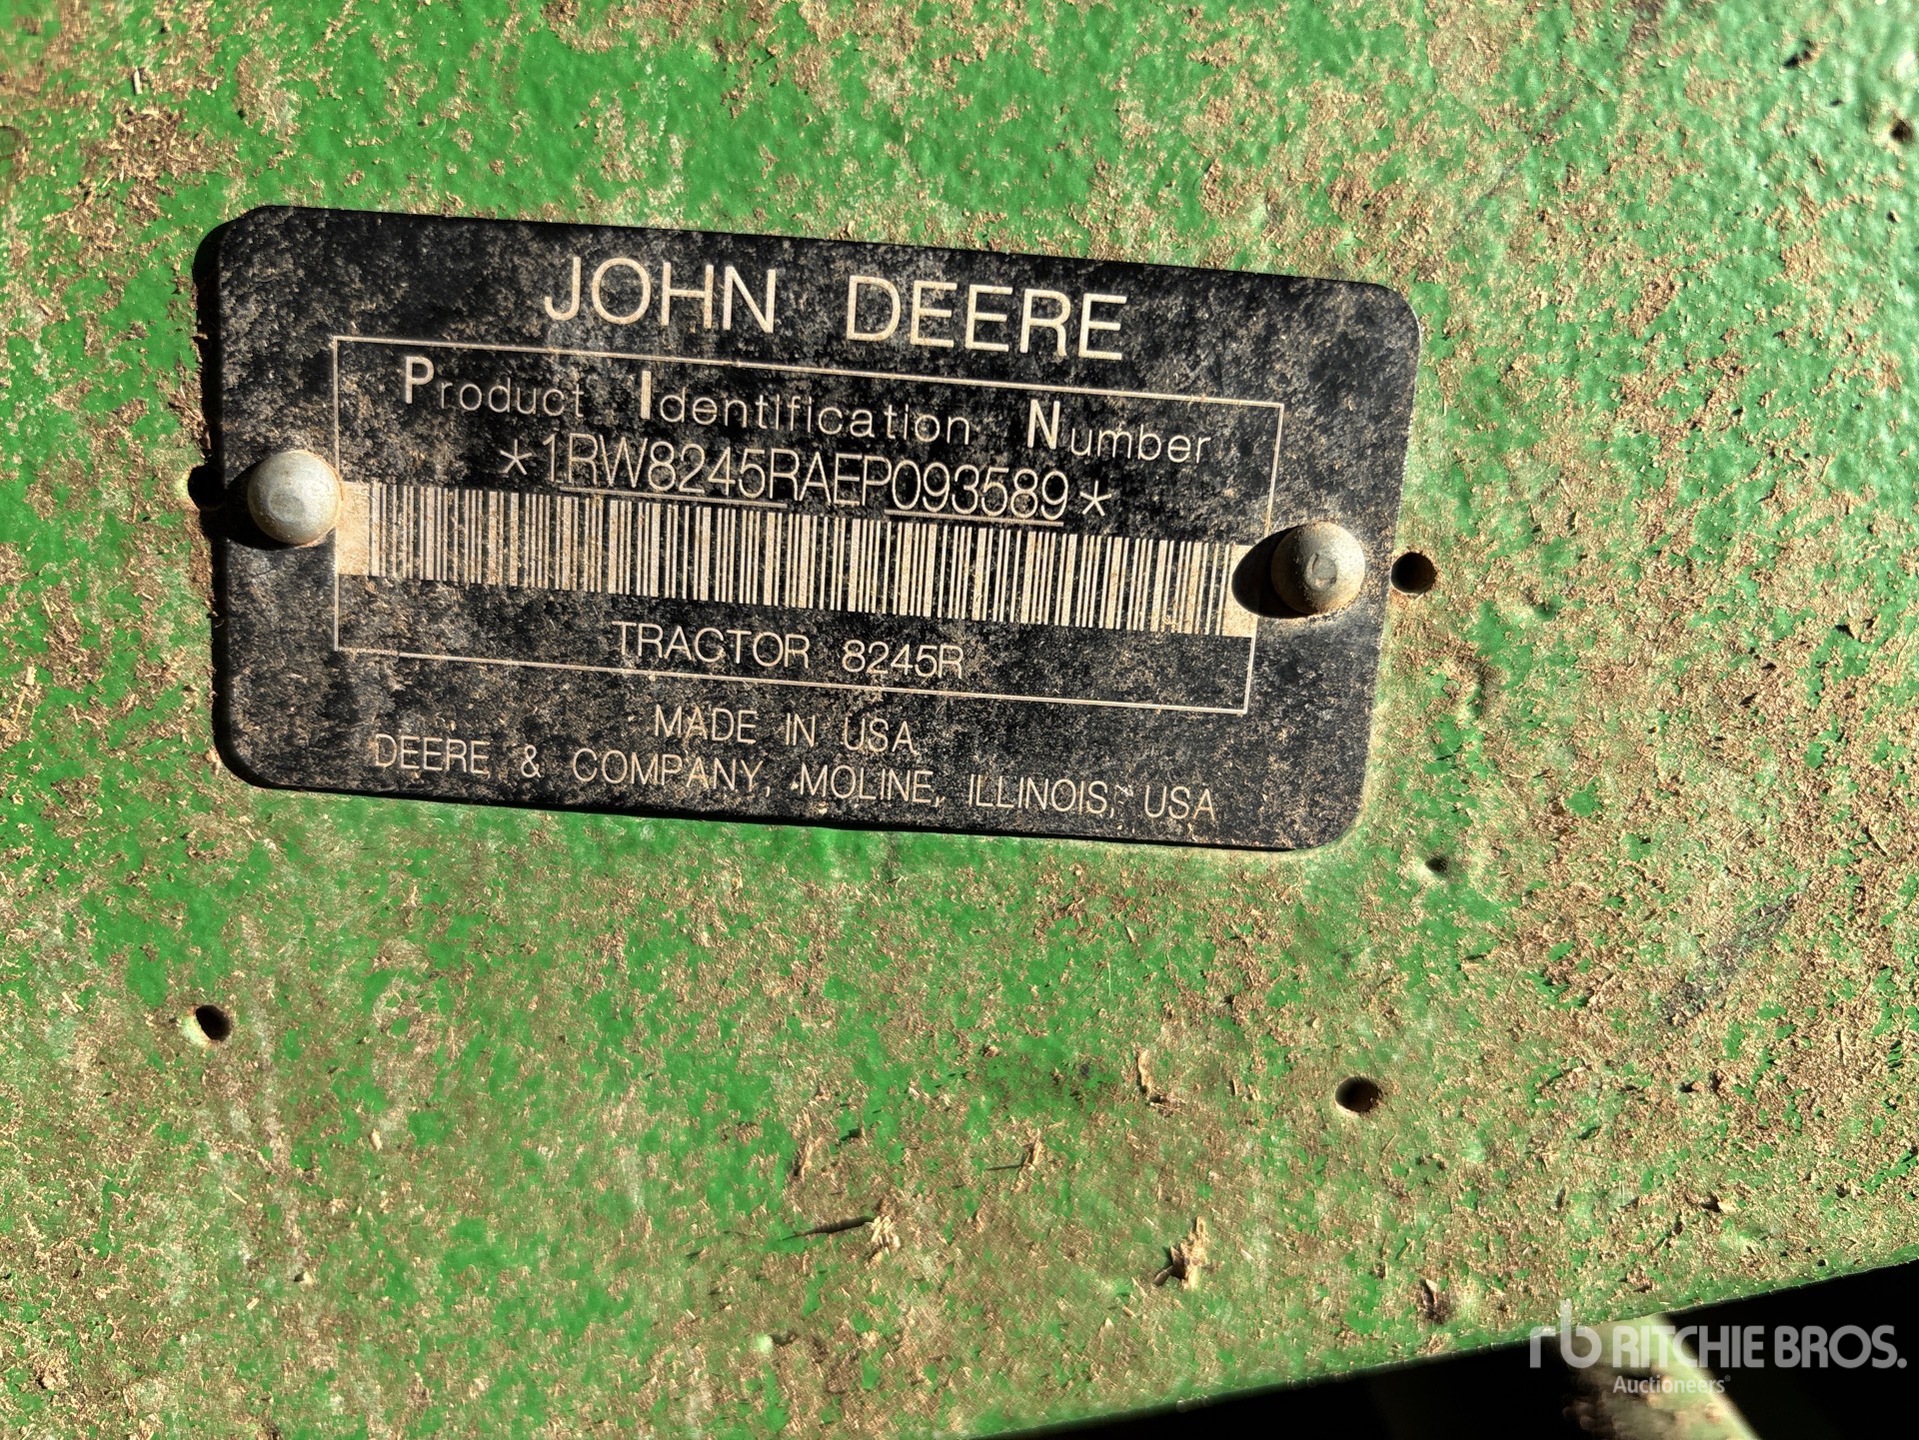 JOHN DEERE
Product Identification Number
*1RW8245RAEP093589*
TRACTOR 8245R
MADE IN USA
DEERE & COMPANY, MOLINE, ILLINOIS, USA
rb RITCHIE BROS.
Auctioneers®